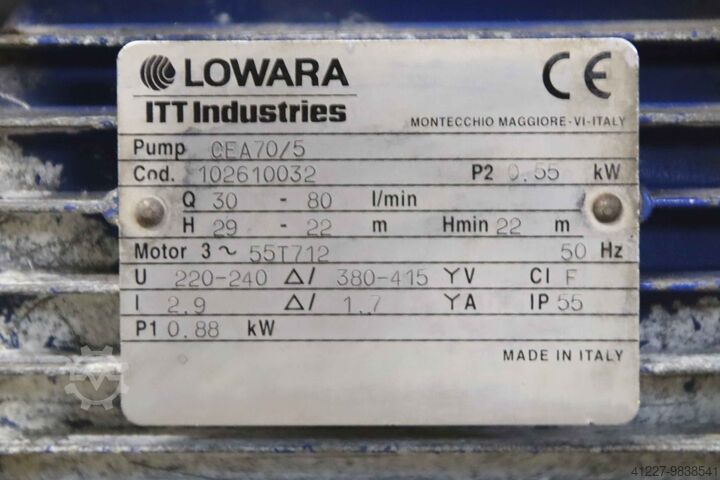 LOWARA CE
ITT Industries
MONTECCHIO MAGGIORE-VI-ITALY
Pump CEA70/5
Cod. 102610032 P2 0.55 kW
Q 30 - 80 l/min
H 29 - 22 m Hmin 22 m
Motor 3~ 55T712 50 Hz
U 220-240 Δ/ 380-415 Y V Cl F
I 2.9 Δ/ 1.7 Y A IP 55
P1 0.88 kW
MADE IN ITALY
41227-9838541